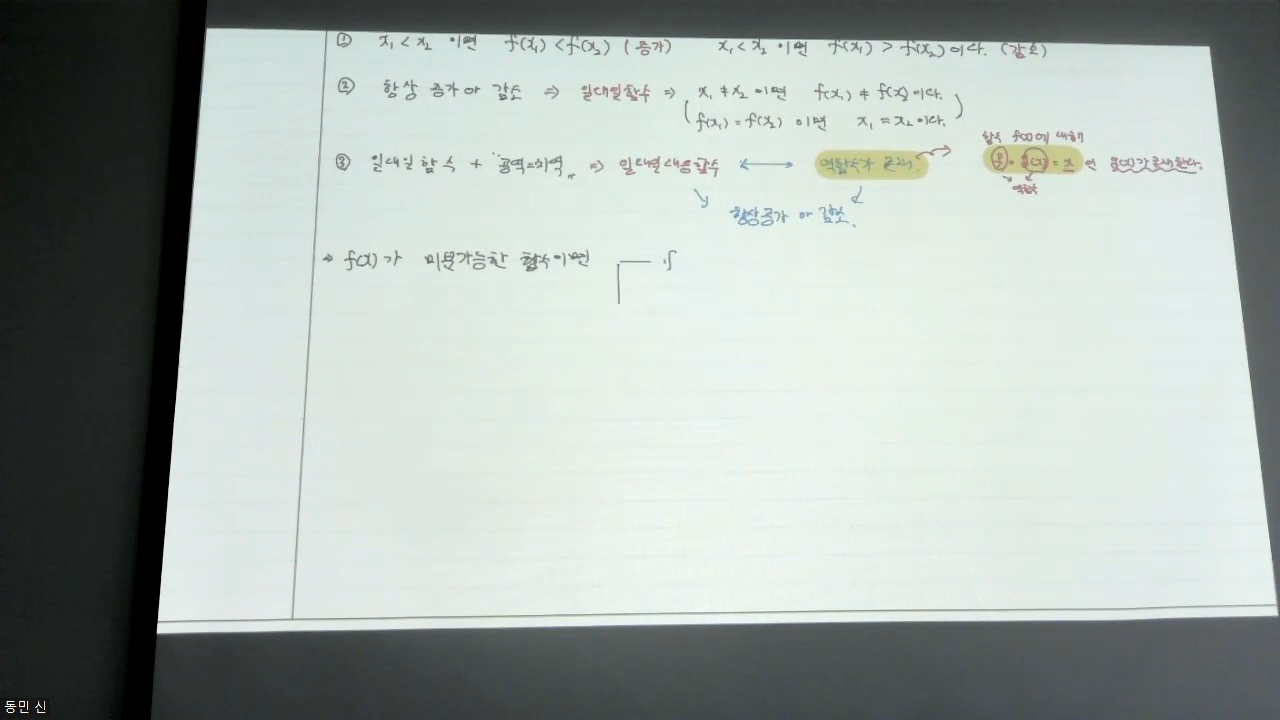 ① x₁ < x₂ 이면 f(x₁) < f(x₂) (증가) x₁ < x₂ 이면 f(x₁) > f(x₂)이다. (감소)
② 항상 증가 or 감소 ⇒ 일대일함수 ⇒ x₁ ≠ x₂ 이면 f(x₁) ≠ f(x₂)이다.
(f(x₁) = f(x₂) 이면 x₁ = x₂이다.)
함수 f(x)에 대해
③ 일대일함수 + "공역=치역" ⇒ 일대일대응함수 ↔ 역함수가 존재. = x 인 g(x)가 존재한다.
역함수
항상증가 or 감소.
⇒ f(x)가 미분가능한 함수이면 f
동민 신